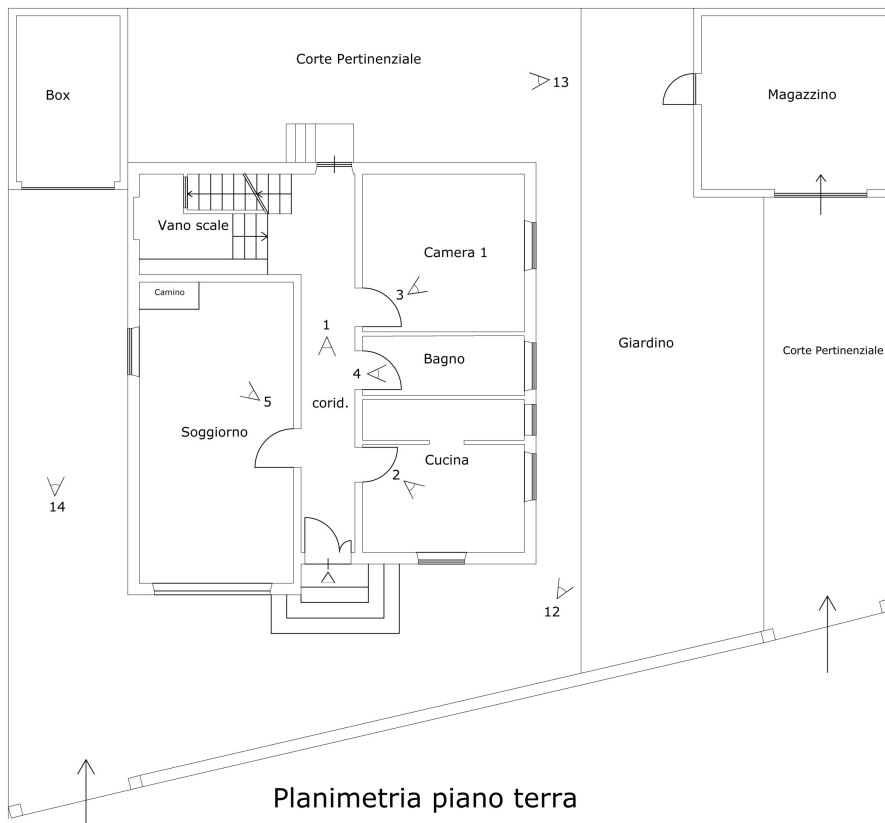 Corte Pertinenziale
13
Box
Magazzino
Vano scale
Camera 1
3
Camino
1
Giardino
Corte Pertinenziale
Bagno
4
5
corid.
Soggiorno
Cucina
2
14
12
Planimetria piano terra